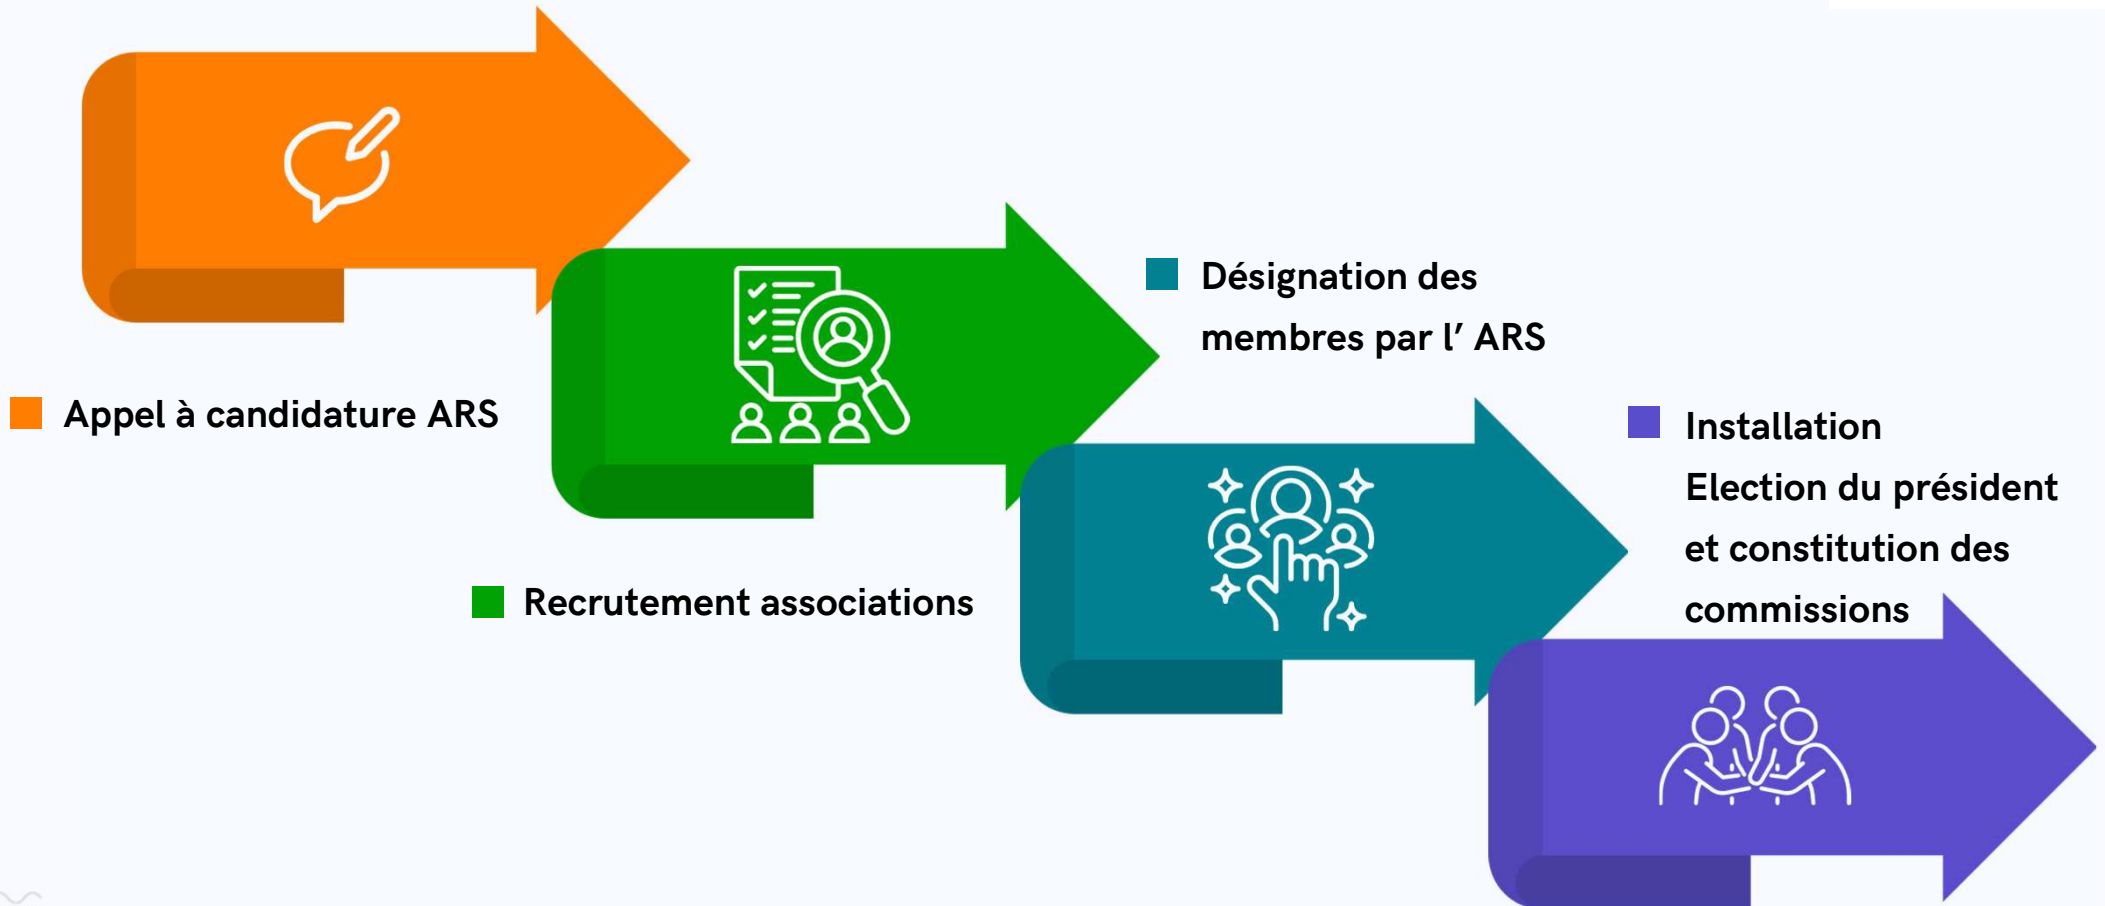 Appel à candidature ARS
Recrutement associations
Désignation des
membres par l’ ARS
Installation
Election du président
et constitution des
commissions